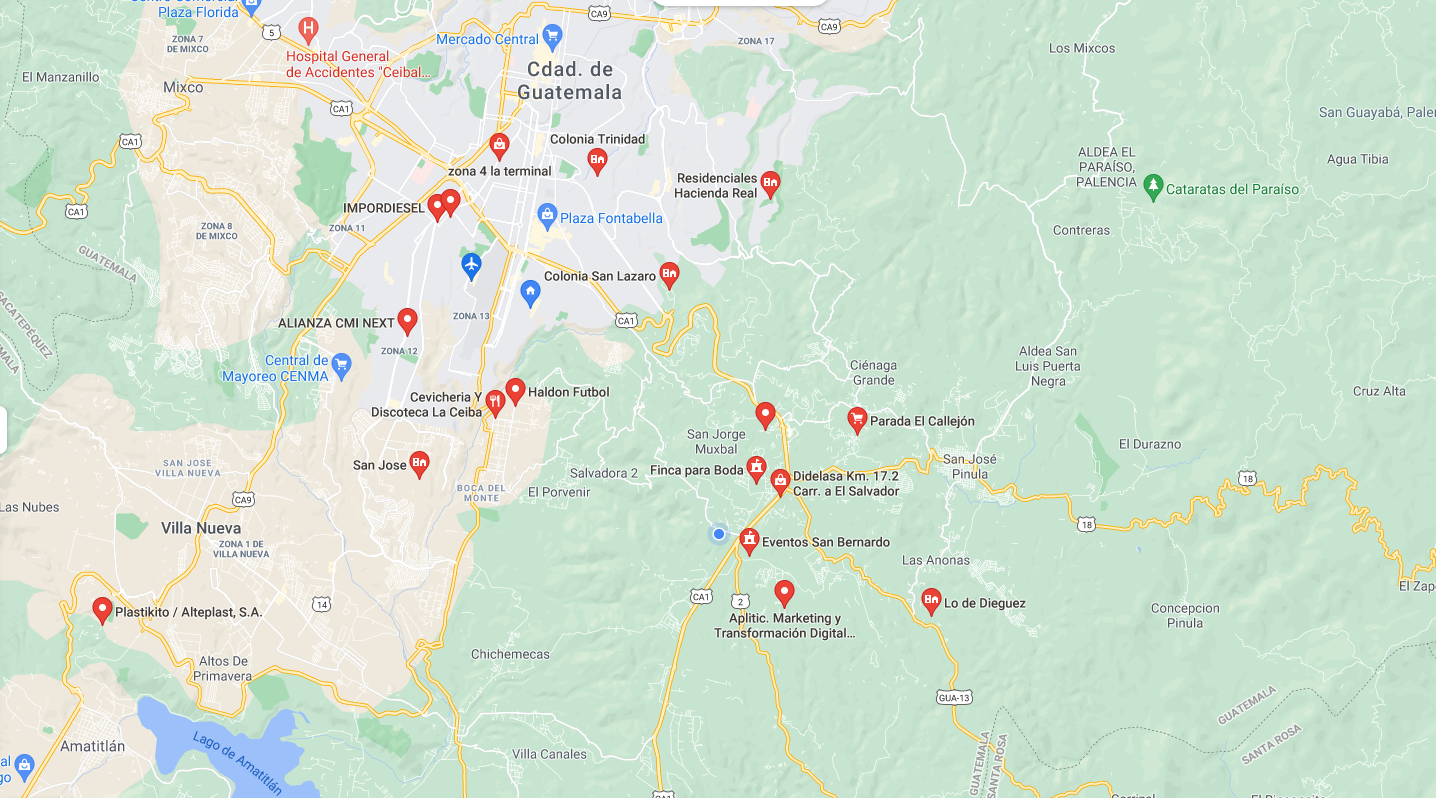 Centro Comercial
Plaza Florida
CA9
CA9
5
ZONE 7
DE MIXCO
H
Hospital General
de Accidentes "Ceibal...
Mercado Central
ZONA 17
Los Mixcos
El Manzanillo
Mixco
Cdad. de
Guatemala
CA1
San Guayabá, Pale
CA1
Colonia Trinidad
zona 4 la terminal
ALDEA EL
PARAÍSO,
PALENCIA
Agua Tibia
Residenciales
Hacienda Real
Cataratas del Paraíso
CA1
IMPORDIESEL
ZONA 8
DE MIXCO
ZONA 11
Plaza Fontabella
Contreras
GUATEMALA
SACATEPÉQUEZ
GUATEMALA
Colonia San Lazaro
ALIANZA CMI NEXT
ZONA 13
CA1
ZONA 12
Central de
Mayoreo CENMA
Ciénaga
Grande
Aldea San
Luis Puerta
Negra
Cruz Alta
Cevicheria Y
Discoteca La Ceiba
Haldon Futbol
Parada El Callejón
San Jorge
Muxbal
El Durazno
SAN JOSE
VILLA NUEVA
San Jose
Salvadora 2
Finca para Boda
San José
Pinula
Didelasa Km. 17.2
Carr. a El Salvador
18
BOCA DEL
MONTE
El Porvenir
CA9
Las Nubes
Villa Nueva
18
ZONA 1 DE
VILLA NUEVA
Eventos San Bernardo
Las Anonas
El Zap
CA1
2
14
Plastikito / Alteplast, S.A.
Lo de Dieguez
Concepcion
Pinula
Aplitic. Marketing y
Transformación Digital...
Chichemecas
Altos De
Primavera
GUA-13
GUATEMALA
SANTA ROSA
Amatitlán
Lago de Amatitlán
Villa Canales
GUATEMALA
SANTA ROSA
al
go
CA1